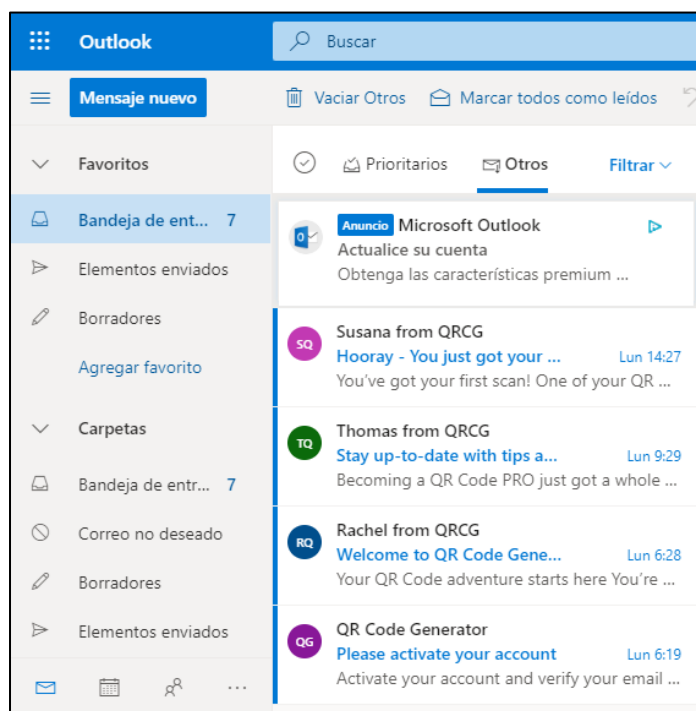 Outlook
Buscar
Mensaje nuevo
Vaciar Otros
Marcar todos como leídos
Favoritos
Bandeja de ent... 7
Elementos enviados
Borradores
Agregar favorito
Carpetas
Bandeja de entr... 7
Correo no deseado
Borradores
Elementos enviados
Prioritarios
Otros
Filtrar
Anuncio Microsoft Outlook
Actualice su cuenta
Obtenga las características premium ...
SQ
Susana from QRCG
Hooray - You just got your ... Lun 14:27
You've got your first scan! One of your QR ...
TQ
Thomas from QRCG
Stay up-to-date with tips a... Lun 9:29
Becoming a QR Code PRO just got a whole ...
RQ
Rachel from QRCG
Welcome to QR Code Gene... Lun 6:28
Your QR Code adventure starts here You're ...
QG
QR Code Generator
Please activate your account Lun 6:19
Activate your account and verify your email ...